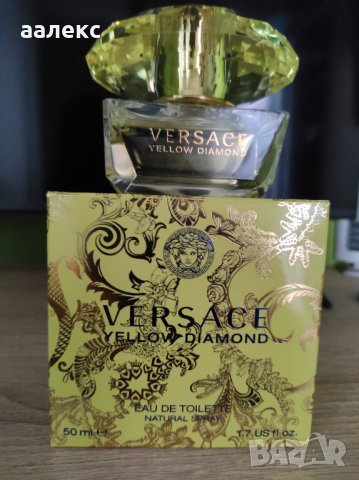 аалекс
VERSACE
YELLOW DIAMOND
VERSACE
YELLOW DIAMOND
EAU DE TOILETTE
NATURAL SPRAY
50 ml e 1.7 US fl.oz.
BAZAR